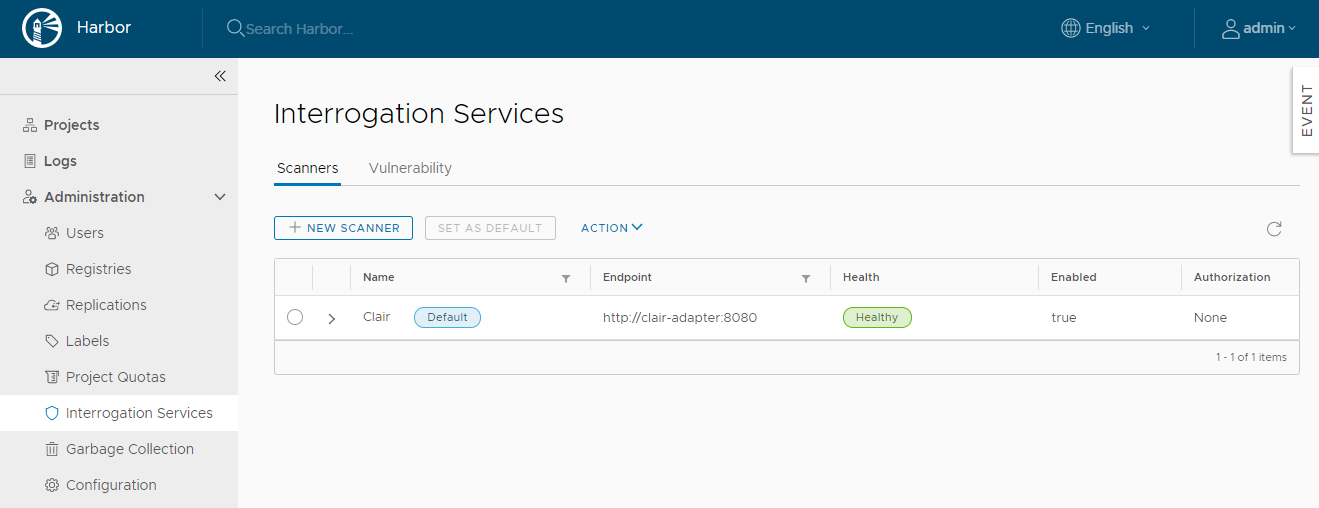 Harbor
Search Harbor...
English
admin
EVENT
Projects
Logs
Administration
Users
Registries
Replications
Labels
Project Quotas
Interrogation Services
Garbage Collection
Configuration
Interrogation Services
Scanners Vulnerability
NEW SCANNER SET AS DEFAULT ACTION
Name Endpoint Health Enabled Authorization
Clair Default http://clair-adapter:8080 Healthy true None
1 - 1 of 1 items